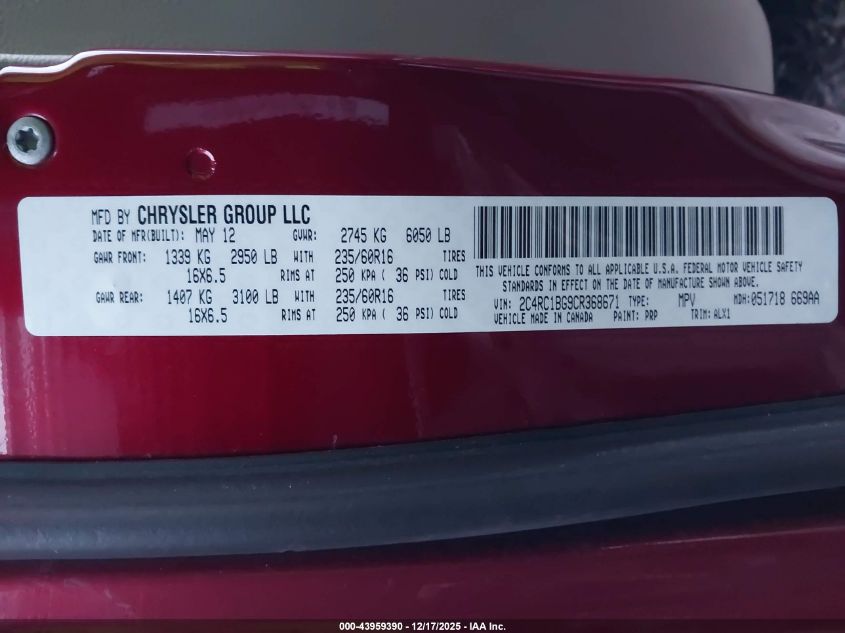 MFD BY CHRYSLER GROUP LLC
DATE OF MFR(BUILT): MAY 12 GVWR: 2745 KG 6050 LB
GAWR FRONT: 1339 KG 2950 LB WITH 235/60R16 TIRES
16X6.5 RIMS AT 250 KPA ( 36 PSI) COLD
GAWR REAR: 1407 KG 3100 LB WITH 235/60R16 TIRES
16X6.5 RIMS AT 250 KPA ( 36 PSI) COLD
THIS VEHICLE CONFORMS TO ALL APPLICABLE U.S.A. FEDERAL MOTOR VEHICLE SAFETY
STANDARDS IN EFFECT ON THE DATE OF MANUFACTURE SHOWN ABOVE.
VIN: 2C4RC1BG9CR368671 TYPE: MPV MDH: 051718 669AA
VEHICLE MADE IN CANADA PAINT: PRP TRIM: ALX1
000-43959390 - 12/17/2025 - IAA Inc.